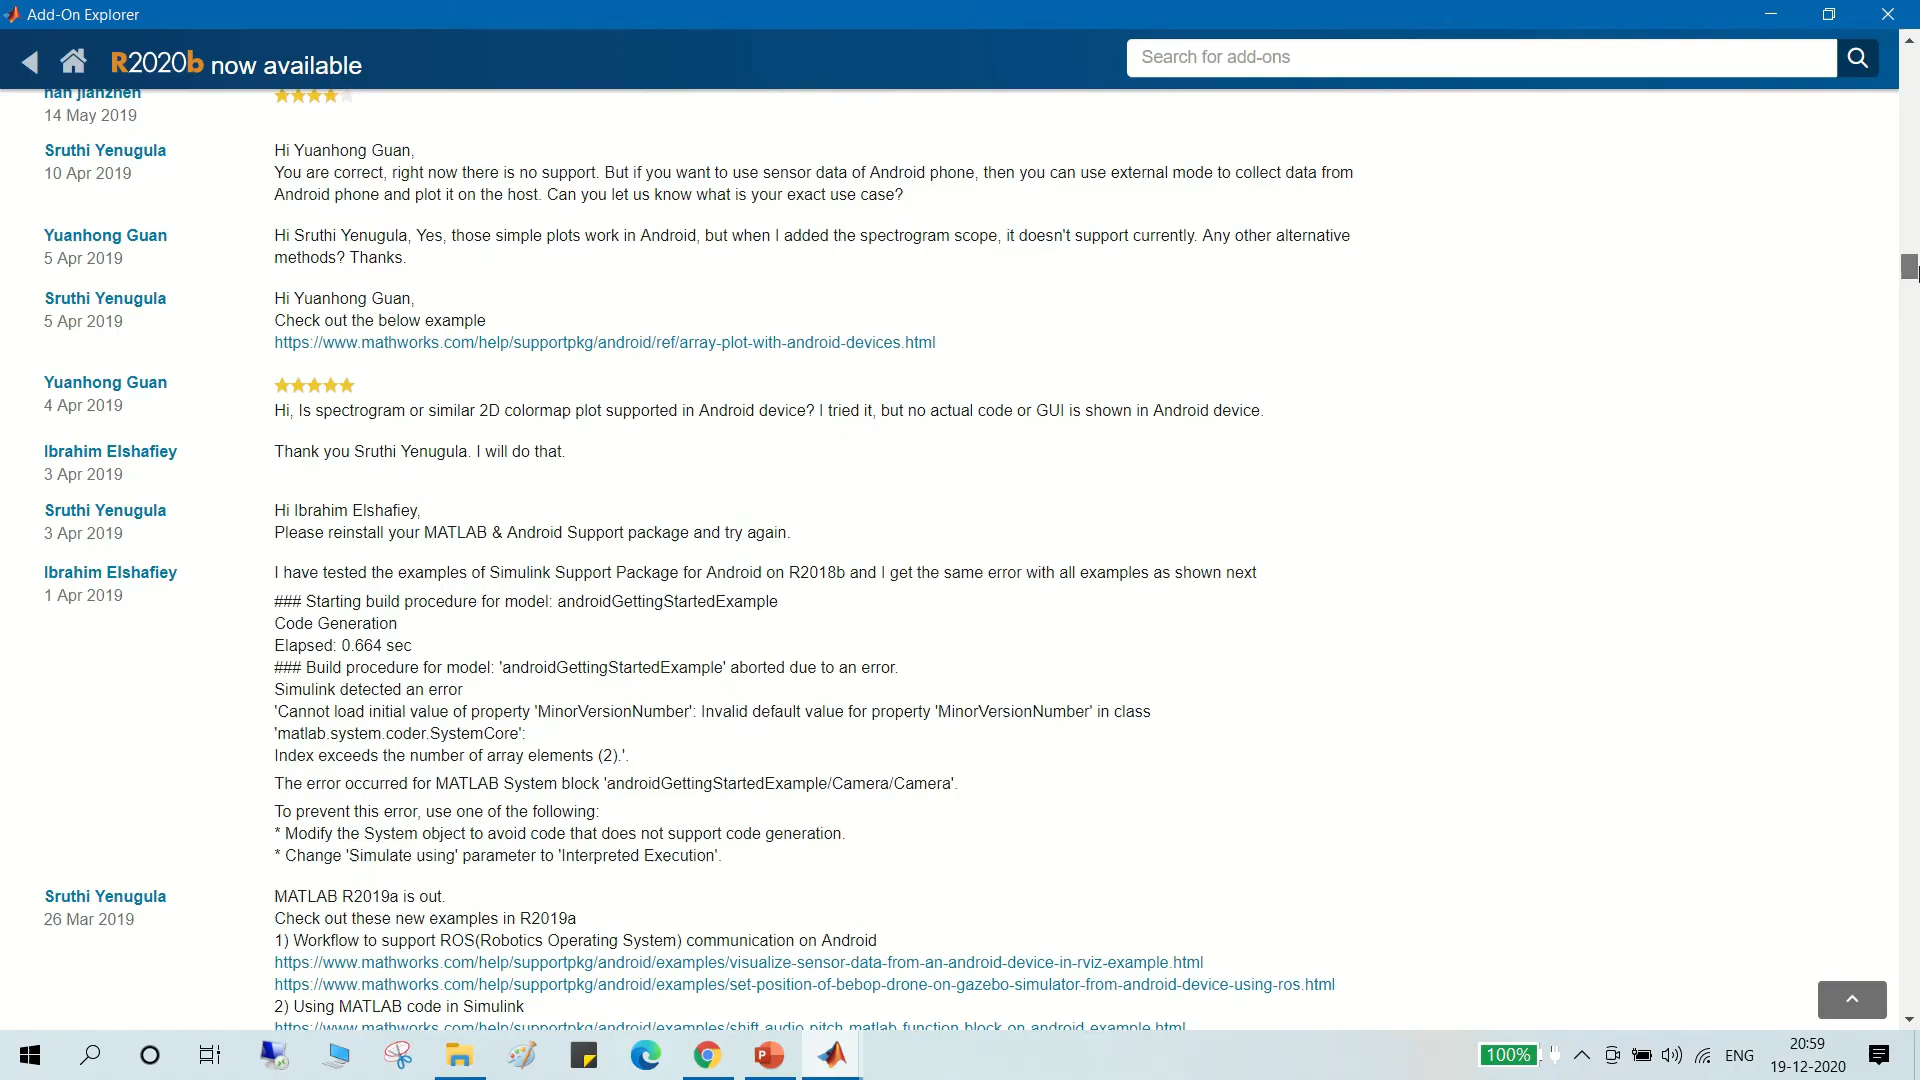 Add-On Explorer
R2020b now available
Search for add-ons
han jianzhen
14 May 2019
Sruthi Yenugula
10 Apr 2019
Hi Yuanhong Guan,
You are correct, right now there is no support. But if you want to use sensor data of Android phone, then you can use external mode to collect data from
Android phone and plot it on the host. Can you let us know what is your exact use case?
Yuanhong Guan
5 Apr 2019
Hi Sruthi Yenugula, Yes, those simple plots work in Android, but when I added the spectrogram scope, it doesn't support currently. Any other alternative
methods? Thanks.
Sruthi Yenugula
5 Apr 2019
Hi Yuanhong Guan,
Check out the below example
https://www.mathworks.com/help/supportpkg/android/ref/array-plot-with-android-devices.html
Yuanhong Guan
4 Apr 2019
Hi, Is spectrogram or similar 2D colormap plot supported in Android device? I tried it, but no actual code or GUI is shown in Android device.
Ibrahim Elshafiey
3 Apr 2019
Thank you Sruthi Yenugula. I will do that.
Sruthi Yenugula
3 Apr 2019
Hi Ibrahim Elshafiey,
Please reinstall your MATLAB & Android Support package and try again.
Ibrahim Elshafiey
1 Apr 2019
I have tested the examples of Simulink Support Package for Android on R2018b and I get the same error with all examples as shown next
### Starting build procedure for model: androidGettingStartedExample
Code Generation
Elapsed: 0.664 sec
### Build procedure for model: 'androidGettingStartedExample' aborted due to an error.
Simulink detected an error
'Cannot load initial value of property 'MinorVersionNumber': Invalid default value for property 'MinorVersionNumber' in class
'matlab.system.coder.SystemCore':
Index exceeds the number of array elements (2).'.
The error occurred for MATLAB System block 'androidGettingStartedExample/Camera/Camera'.
To prevent this error, use one of the following:
* Modify the System object to avoid code that does not support code generation.
* Change 'Simulate using' parameter to 'Interpreted Execution'.
Sruthi Yenugula
26 Mar 2019
MATLAB R2019a is out.
Check out these new examples in R2019a
1) Workflow to support ROS(Robotics Operating System) communication on Android
https://www.mathworks.com/help/supportpkg/android/examples/visualize-sensor-data-from-an-android-device-in-rviz-example.html
https://www.mathworks.com/help/supportpkg/android/examples/set-position-of-bebop-drone-on-gazebo-simulator-from-android-device-using-ros.html
2) Using MATLAB code in Simulink
https://www.mathworks.com/help/supportpkg/android/examples/shift-audio-pitch-matlab-function-block-on-android-example.html
100%
ENG
20:59
19-12-2020